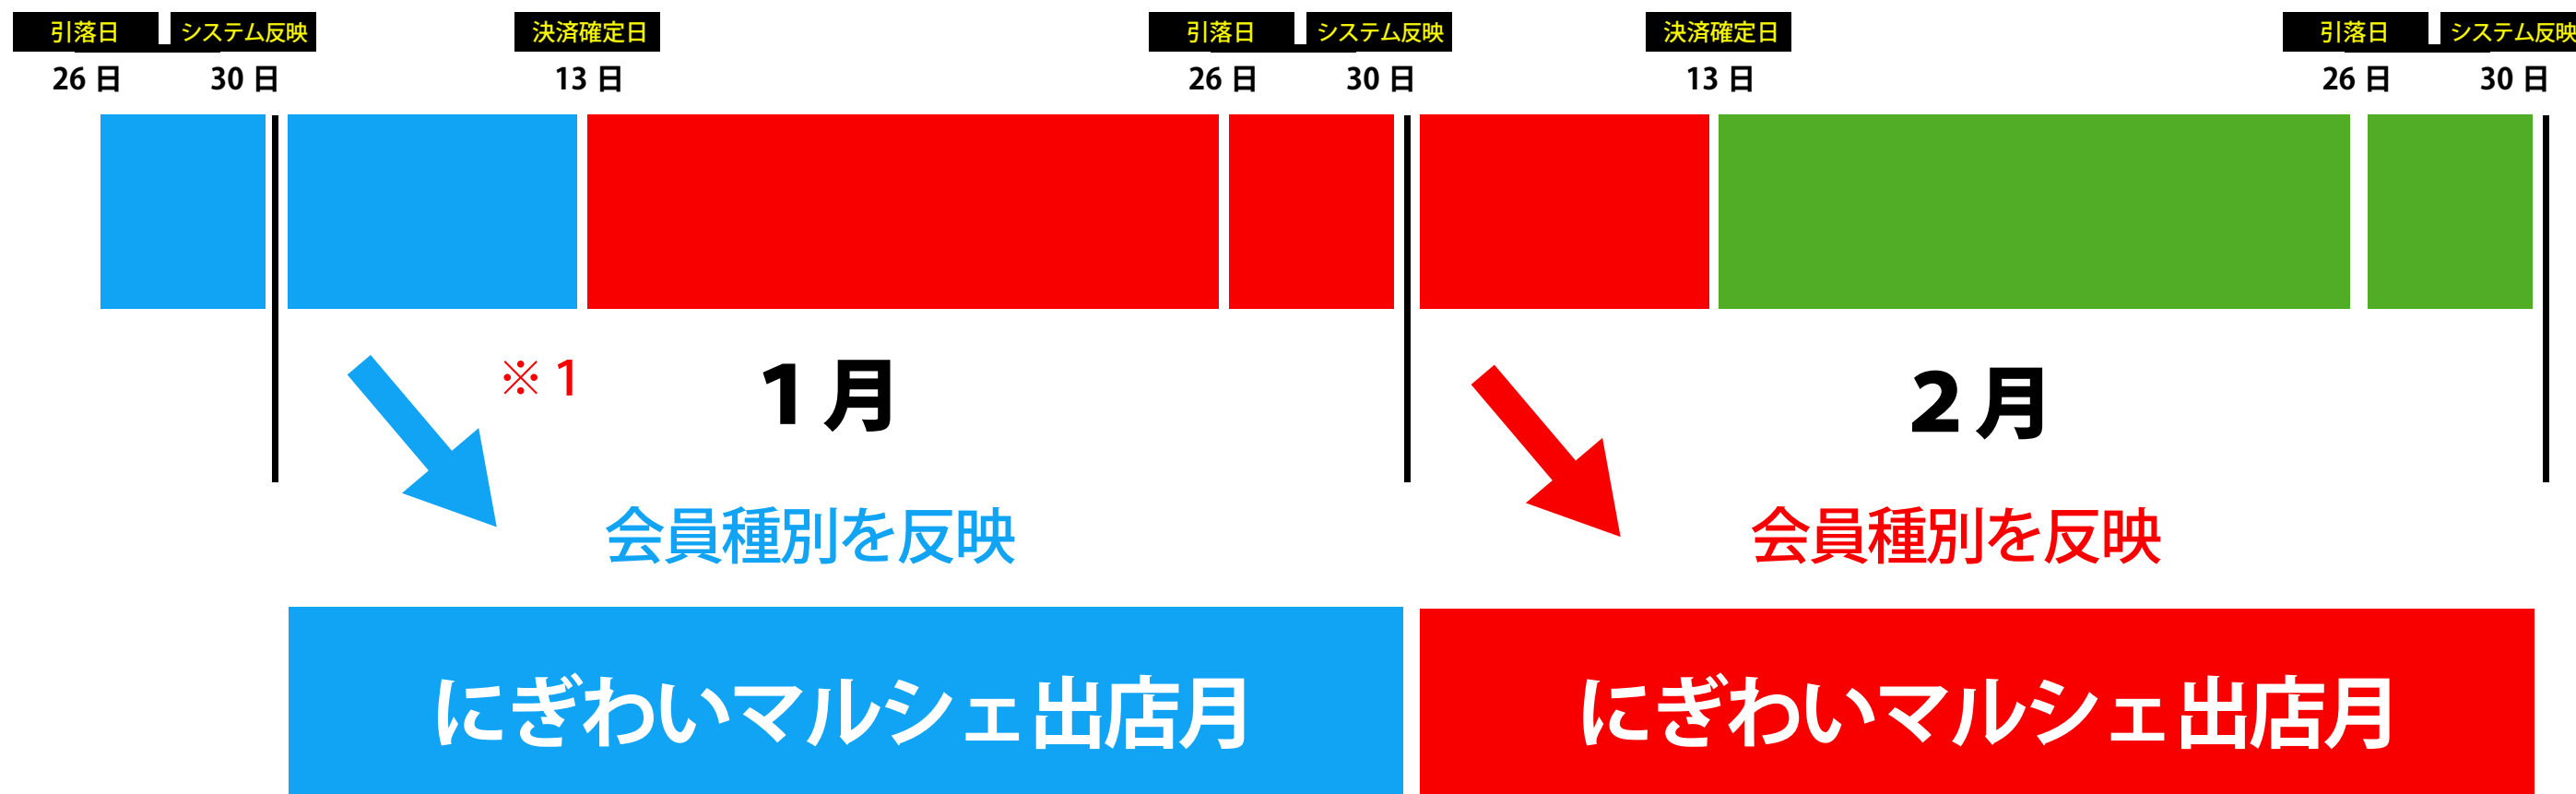 引落日 システム反映 決済確定日 引落日 システム反映 決済確定日 引落日 システム反映
26日 30日 13日 26日 30日 13日 26日 30日
※1 1月 2月
会員種別を反映 会員種別を反映
にぎわいマルシェ出店月 にぎわいマルシェ出店月